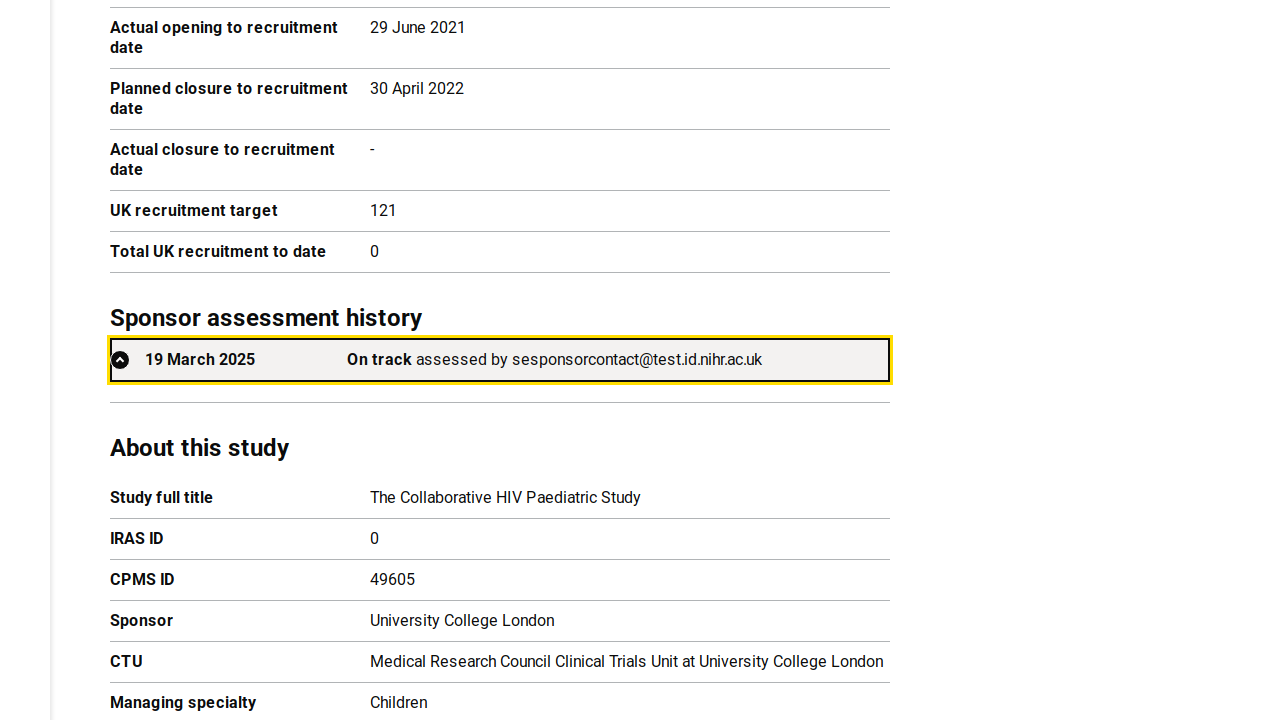 Actual opening to recruitment date 29 June 2021
Planned closure to recruitment date 30 April 2022
Actual closure to recruitment date -
UK recruitment target 121
Total UK recruitment to date 0
Sponsor assessment history
19 March 2025 On track assessed by sesponsorcontact@test.id.nihr.ac.uk
About this study
Study full title The Collaborative HIV Paediatric Study
IRAS ID 0
CPMS ID 49605
Sponsor University College London
CTU Medical Research Council Clinical Trials Unit at University College London
Managing specialty Children